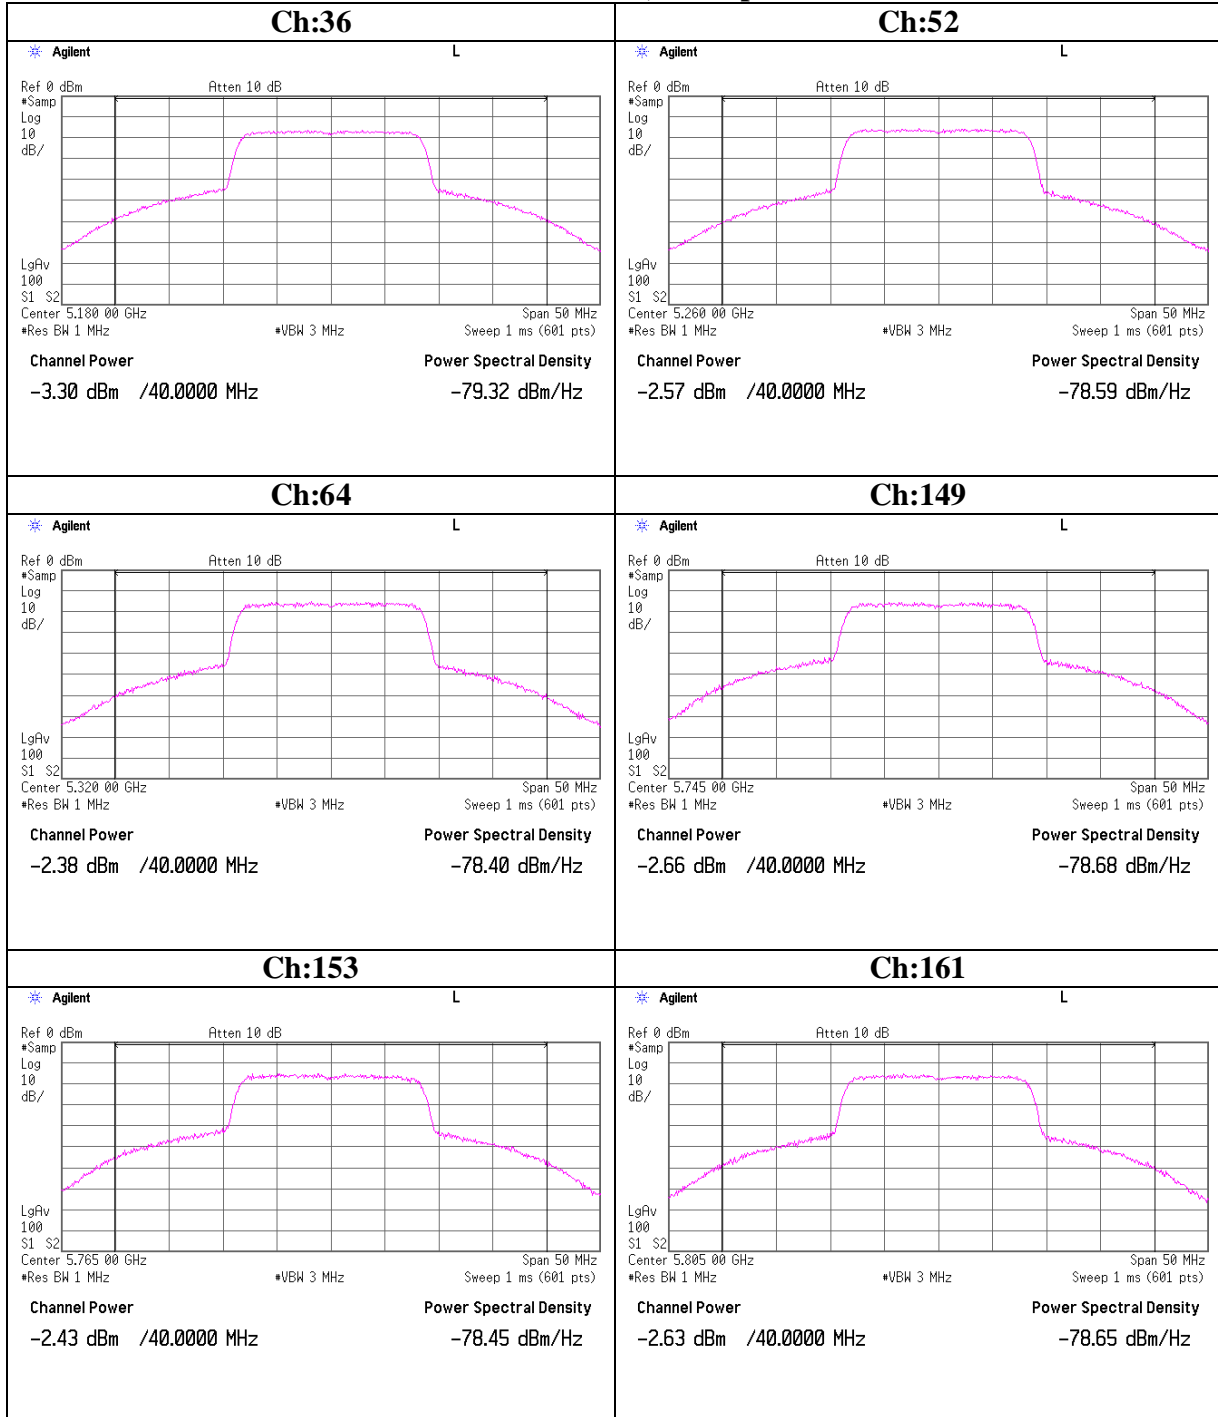 Ch:36
Agilent L
Ref 0 dBm Atten 10 dB
#Samp
Log
10
dB/
LgAv
100
S1 S2
Center 5.180 00 GHz Span 50 MHz
#Res BW 1 MHz #VBW 3 MHz Sweep 1 ms (601 pts)
Channel Power Power Spectral Density
-3.30 dBm /40.0000 MHz -79.32 dBm/Hz
Ch:52
Agilent L
Ref 0 dBm Atten 10 dB
#Samp
Log
10
dB/
LgAv
100
S1 S2
Center 5.260 00 GHz Span 50 MHz
#Res BW 1 MHz #VBW 3 MHz Sweep 1 ms (601 pts)
Channel Power Power Spectral Density
-2.57 dBm /40.0000 MHz -78.59 dBm/Hz
Ch:64
Agilent L
Ref 0 dBm Atten 10 dB
#Samp
Log
10
dB/
LgAv
100
S1 S2
Center 5.320 00 GHz Span 50 MHz
#Res BW 1 MHz #VBW 3 MHz Sweep 1 ms (601 pts)
Channel Power Power Spectral Density
-2.38 dBm /40.0000 MHz -78.40 dBm/Hz
Ch:149
Agilent L
Ref 0 dBm Atten 10 dB
#Samp
Log
10
dB/
LgAv
100
S1 S2
Center 5.745 00 GHz Span 50 MHz
#Res BW 1 MHz #VBW 3 MHz Sweep 1 ms (601 pts)
Channel Power Power Spectral Density
-2.66 dBm /40.0000 MHz -78.68 dBm/Hz
Ch:153
Agilent L
Ref 0 dBm Atten 10 dB
#Samp
Log
10
dB/
LgAv
100
S1 S2
Center 5.765 00 GHz Span 50 MHz
#Res BW 1 MHz #VBW 3 MHz Sweep 1 ms (601 pts)
Channel Power Power Spectral Density
-2.43 dBm /40.0000 MHz -78.45 dBm/Hz
Ch:161
Agilent L
Ref 0 dBm Atten 10 dB
#Samp
Log
10
dB/
LgAv
100
S1 S2
Center 5.805 00 GHz Span 50 MHz
#Res BW 1 MHz #VBW 3 MHz Sweep 1 ms (601 pts)
Channel Power Power Spectral Density
-2.63 dBm /40.0000 MHz -78.65 dBm/Hz